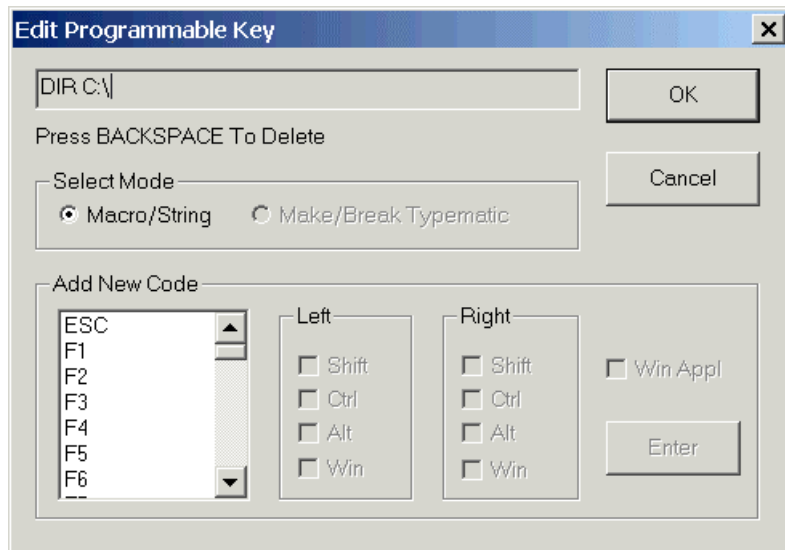 Edit Programmable Key
DIR C:\
OK
Press BACKSPACE To Delete
Cancel
Select Mode
Macro/String Make/Break Typematic
Add New Code
ESC
F1
F2
F3
F4
F5
F6
Left
Shift
Ctrl
Alt
Win
Right
Shift
Ctrl
Alt
Win
Win Appl
Enter